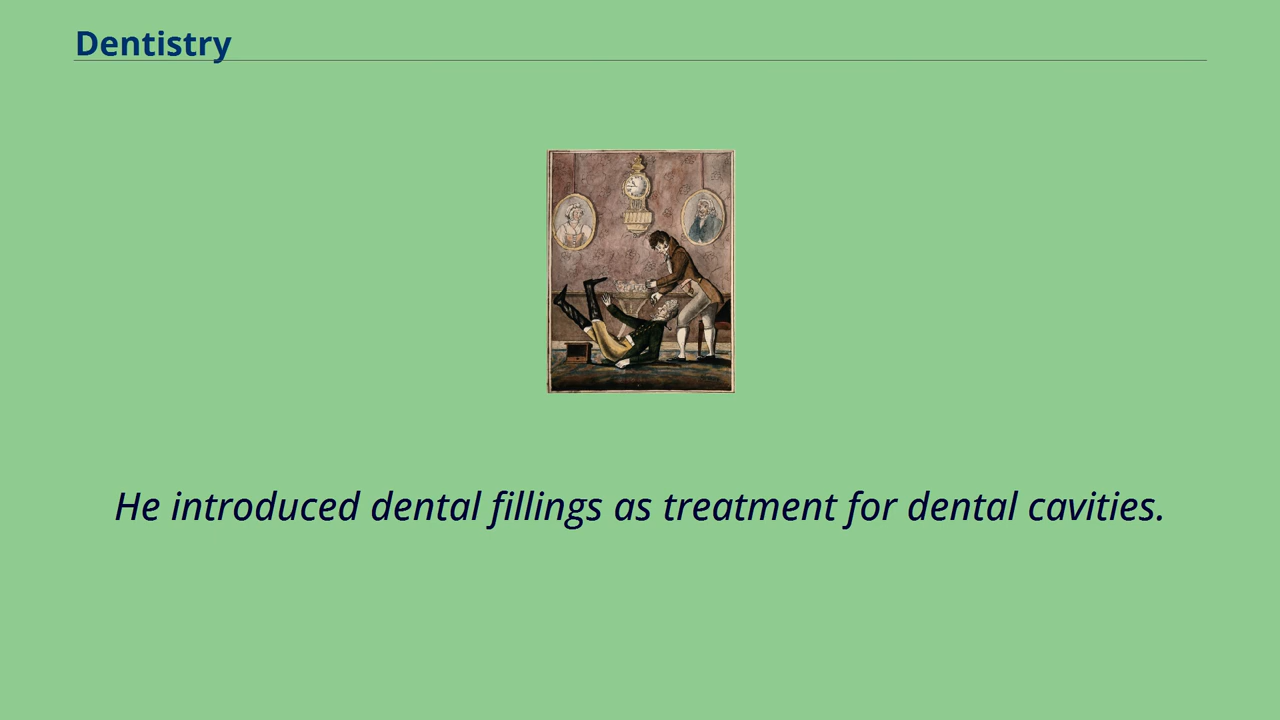 Dentistry
He introduced dental fillings as treatment for dental cavities.